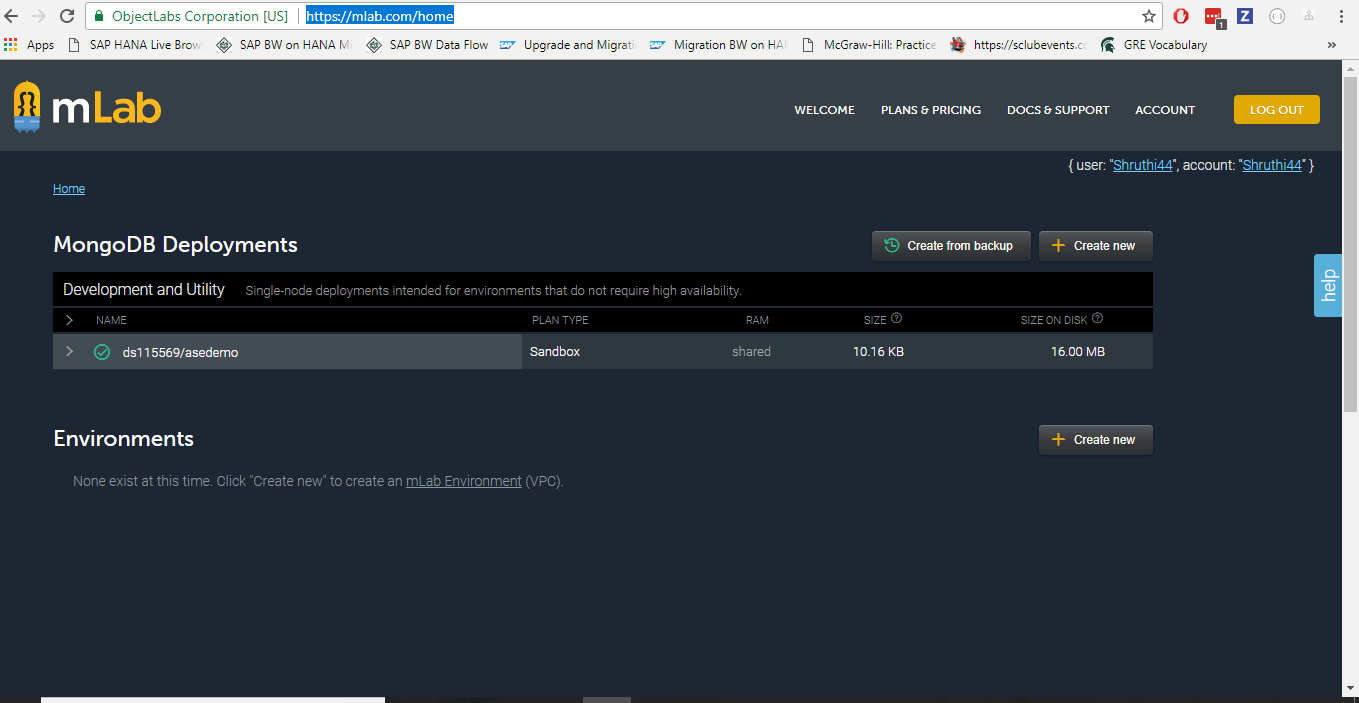 ObjectLabs Corporation [US] https://mlab.com/home
1
Apps SAP HANA Live Brow SAP BW on HANA Mi SAP BW Data Flow Upgrade and Migratio Migration BW on HAN McGraw-Hill: Practice https://sclubevents.co GRE Vocabulary »
mLab WELCOME PLANS & PRICING DOCS & SUPPORT ACCOUNT LOG OUT
{ user: "Shruthi44", account: "Shruthi44" }
Home
MongoDB Deployments Create from backup Create new
help
Development and Utility Single-node deployments intended for environments that do not require high availability.
NAME PLAN TYPE RAM SIZE ? SIZE ON DISK ?
ds115569/asedemo Sandbox shared 10.16 KB 16.00 MB
Environments Create new
None exist at this time. Click "Create new" to create an mLab Environment (VPC).